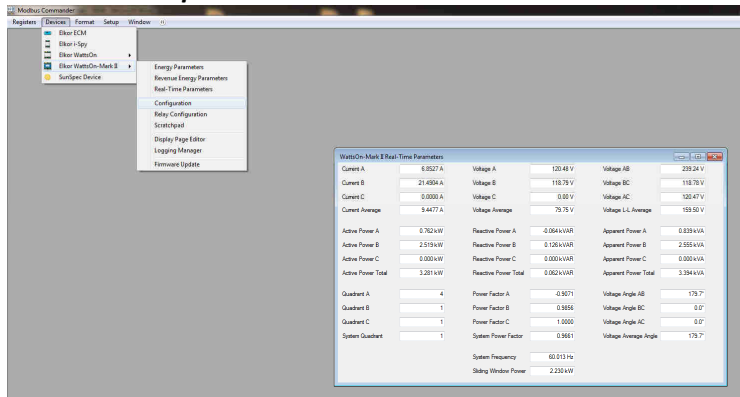 Modbus Commander
Registers Devices Format Setup Window
Elkor ECM
Elkor i-Spy
Elkor WattsOn
Elkor WattsOn-Mark II
SunSpec Device
Energy Parameters
Revenue Energy Parameters
Real-Time Parameters
Configuration
Relay Configuration
Scratchpad
Display Page Editor
Logging Manager
Firmware Update
WattsOn-Mark II Real-Time Parameters
Current A 6.8527 A Voltage A 120.48 V Voltage AB 239.24 V
Current B 21.4904 A Voltage B 118.79 V Voltage BC 118.78 V
Current C 0.0000 A Voltage C 0.00 V Voltage AC 120.47 V
Current Average 9.4477 A Voltage Average 79.75 V Voltage L-L Average 159.50 V
Active Power A 0.762 kW Reactive Power A -0.064 kVAR Apparent Power A 0.839 kVA
Active Power B 2.519 kW Reactive Power B 0.126 kVAR Apparent Power B 2.555 kVA
Active Power C 0.000 kW Reactive Power C 0.000 kVAR Apparent Power C 0.000 kVA
Active Power Total 3.281 kW Reactive Power Total 0.062 kVAR Apparent Power Total 3.394 kVA
Quadrant A 4 Power Factor A -0.9071 Voltage Angle AB 179.7°
Quadrant B 1 Power Factor B 0.9856 Voltage Angle BC 0.0°
Quadrant C 1 Power Factor C 1.0000 Voltage Angle AC 0.0°
System Quadrant 1 System Power Factor 0.9661 Voltage Average Angle 179.7°
System Frequency 60.013 Hz
Sliding Window Power 2.230 kW